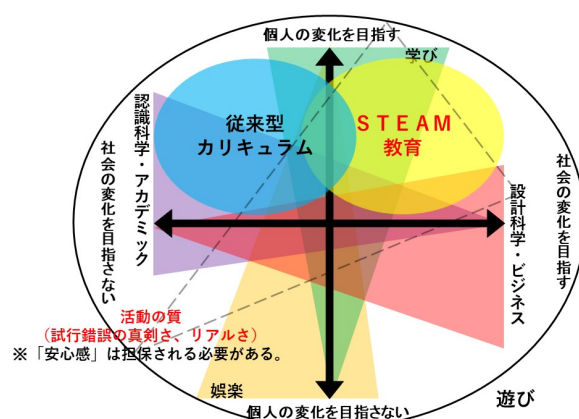 個人の変化を目指す
学び
従来型
カリキュラム
ＳＴＥＡＭ
教育
認識科学・アカデミック
社会の変化を目指さない
設計科学・ビジネス
社会の変化を目指す
活動の質
（試行錯誤の真剣さ、リアルさ）
※「安心感」は担保される必要がある。
娯楽
遊び
個人の変化を目指さない